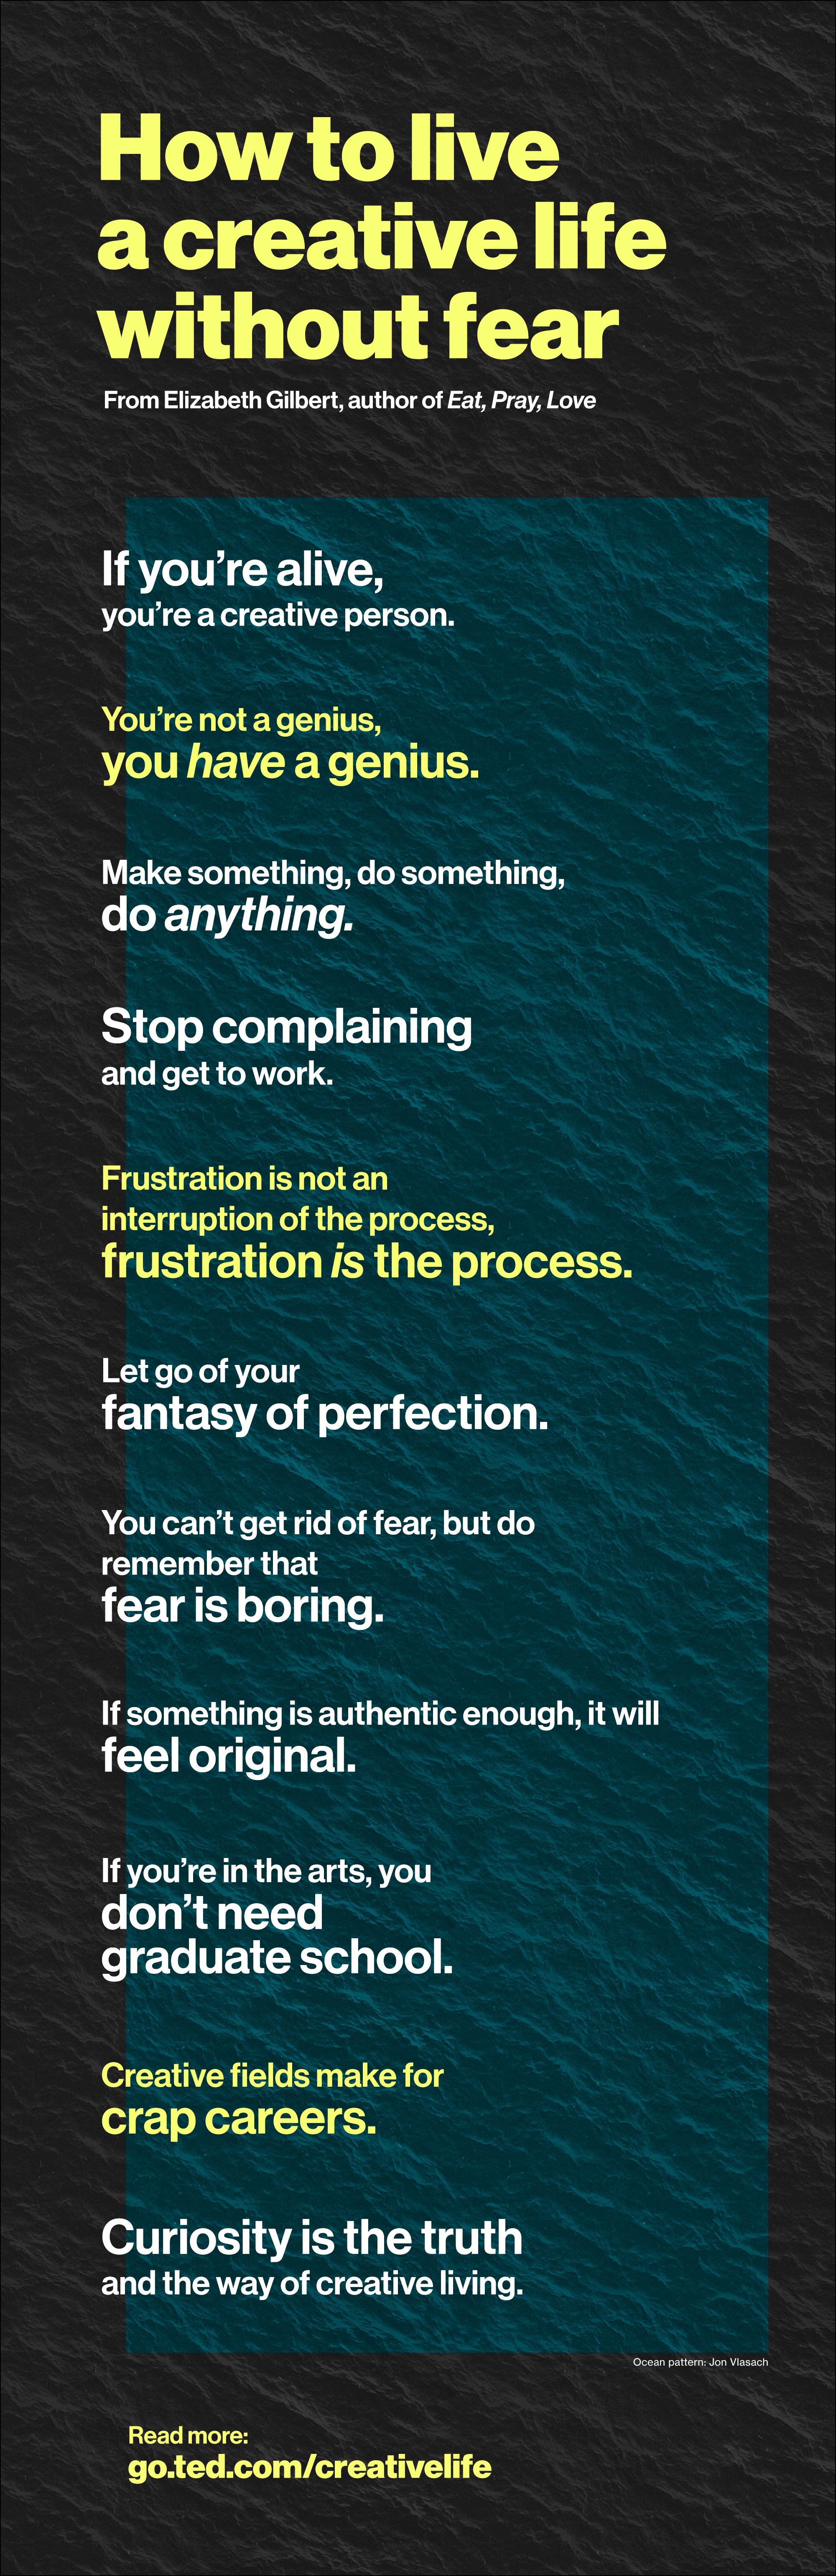 How to live
a creative life
without fear
From Elizabeth Gilbert, author of Eat, Pray, Love
If you’re alive,
you’re a creative person.
You’re not a genius,
you have a genius.
Make something, do something,
do anything.
Stop complaining
and get to work.
Frustration is not an
interruption of the process,
frustration is the process.
Let go of your
fantasy of perfection.
You can’t get rid of fear, but do
remember that
fear is boring.
If something is authentic enough, it will
feel original.
If you’re in the arts, you
don’t need
graduate school.
Creative fields make for
crap careers.
Curiosity is the truth
and the way of creative living.
Ocean pattern: Jon Vlasach
Read more:
go.ted.com/creativelife